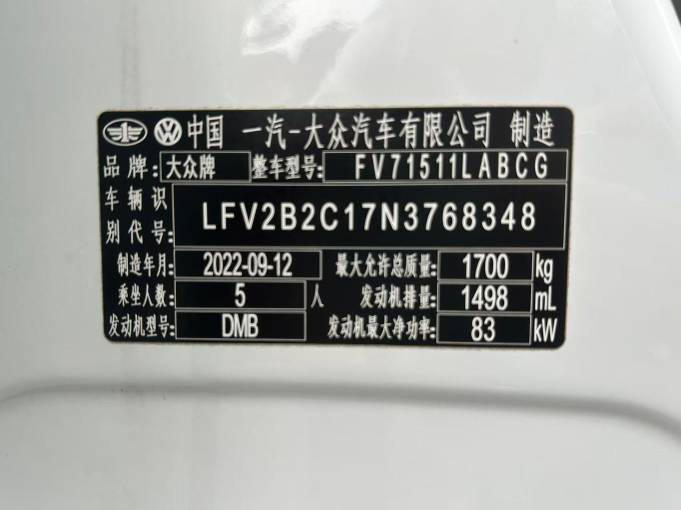 中国 一汽-大众汽车有限公司 制造
品牌: 大众牌 整车型号: FV71511LABCG
车辆识别代号: LFV2B2C17N3768348
制造年月: 2022-09-12 最大允许总质量: 1700 kg
乘坐人数: 5 人 发动机排量: 1498 mL
发动机型号: DMB 发动机最大净功率: 83 kW